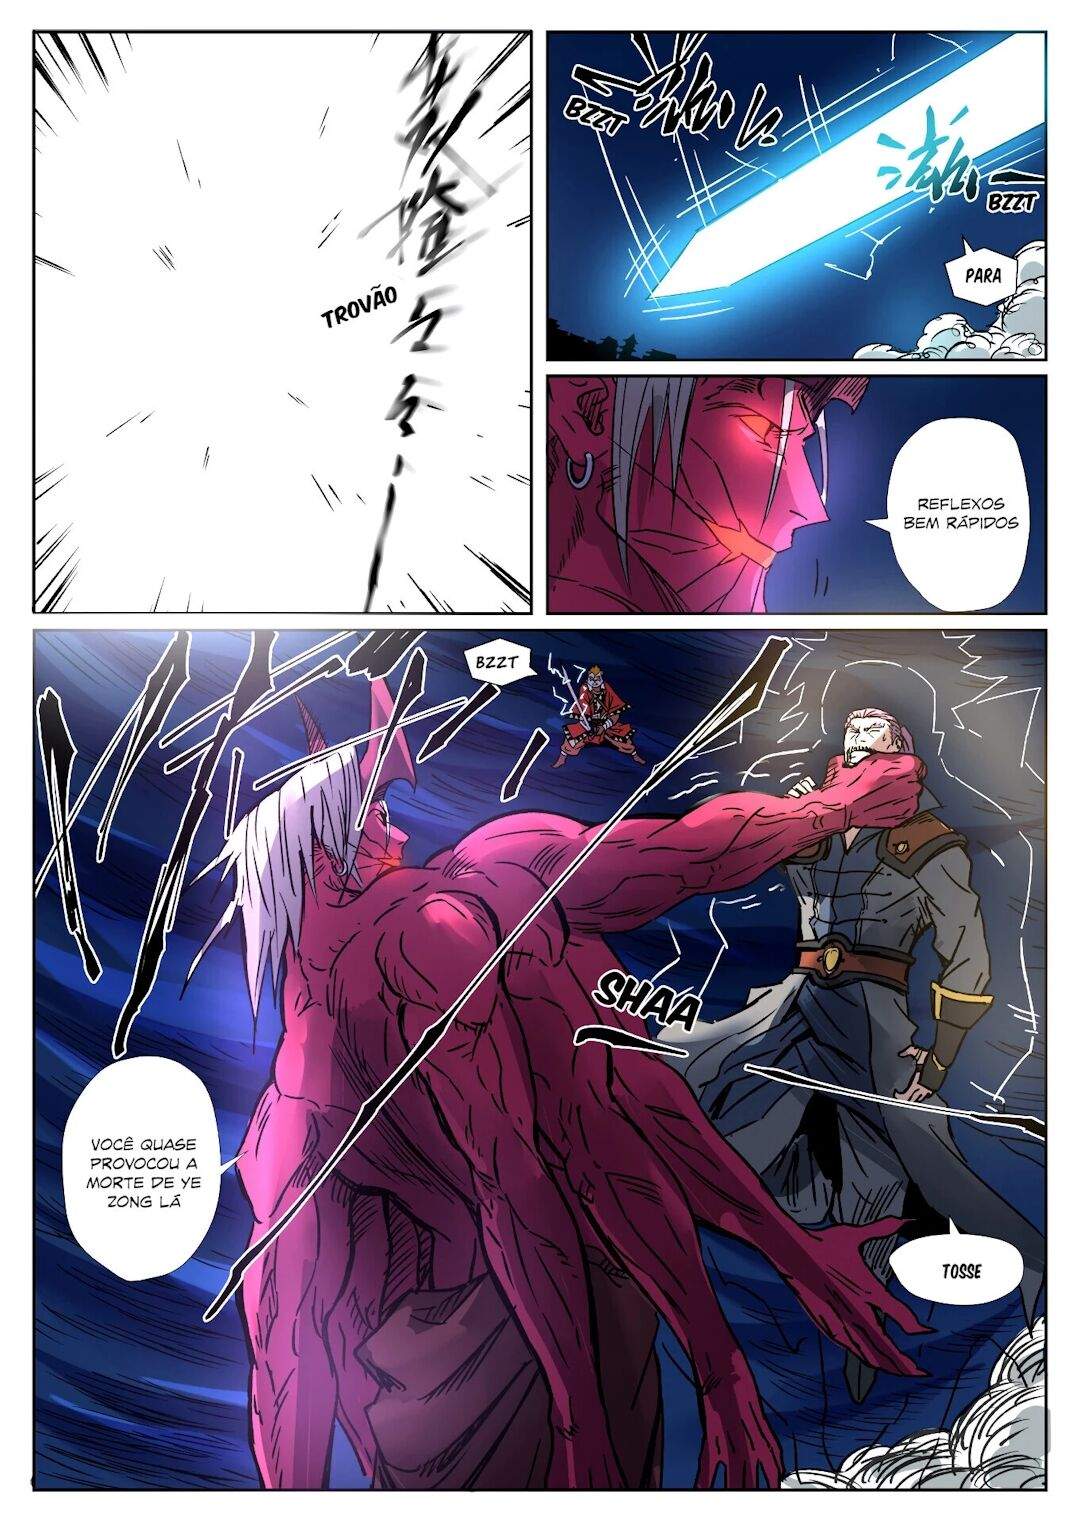 TROVÃO
BZZT
BZZT
PARA
REFLEXOS
BEM RÁPIDOS
BZZT
SHAA
VOCÊ QUASE
PROVOCOU A
MORTE DE YE
ZONG LÁ
TOSSE